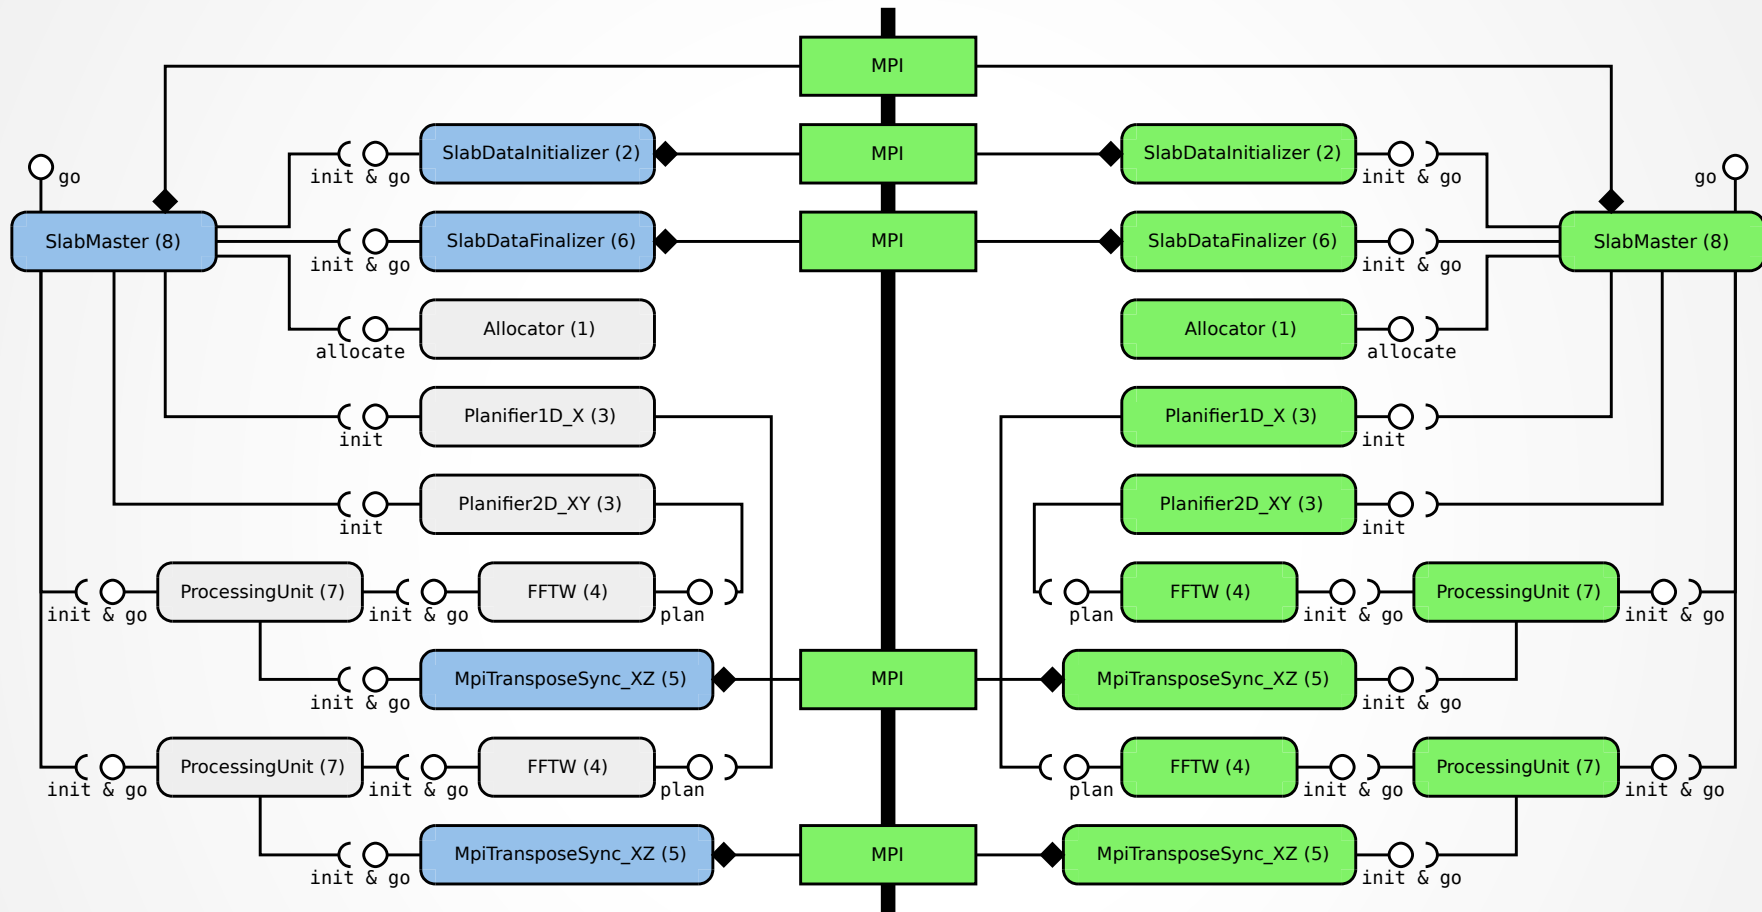 MPI
SlabDataInitializer (2) MPI SlabDataInitializer (2)
go init & go init & go go
SlabMaster (8) SlabDataFinalizer (6) MPI SlabDataFinalizer (6) SlabMaster (8)
init & go init & go
Allocator (1) Allocator (1)
allocate allocate
Planifier1D_X (3) Planifier1D_X (3)
init init
Planifier2D_XY (3) Planifier2D_XY (3)
init init
ProcessingUnit (7) FFTW (4) FFTW (4) ProcessingUnit (7)
init & go init & go plan plan init & go init & go
MpiTransposeSync_XZ (5) MPI MpiTransposeSync_XZ (5)
init & go init & go
ProcessingUnit (7) FFTW (4) FFTW (4) ProcessingUnit (7)
init & go init & go plan plan init & go init & go
MpiTransposeSync_XZ (5) MPI MpiTransposeSync_XZ (5)
init & go init & go